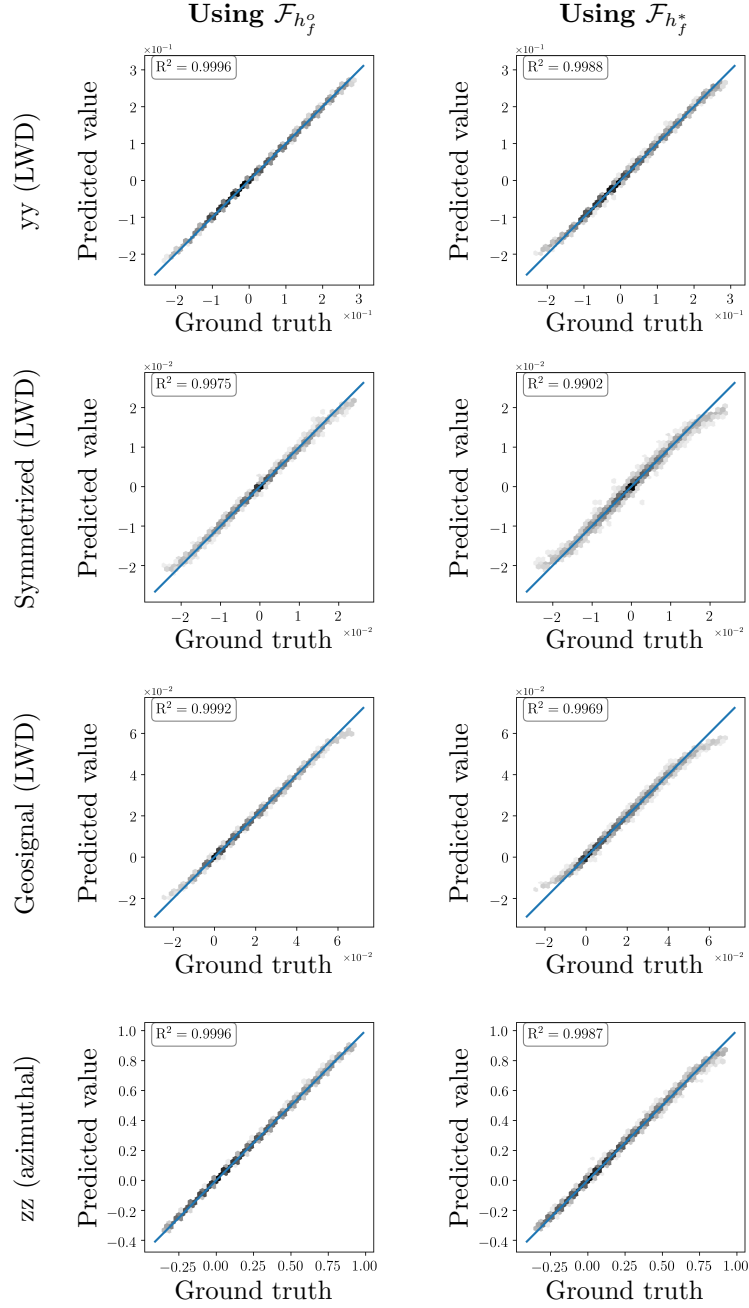 Using $\mathcal{F}_{h_f^o}$
Using $\mathcal{F}_{h_f^*}$
yy (LWD)
×10⁻¹
R² = 0.9996
Predicted value
3
2
1
0
−1
−2
−2 −1 0 1 2 3
Ground truth ×10⁻¹
×10⁻¹
R² = 0.9988
Predicted value
3
2
1
0
−1
−2
−2 −1 0 1 2 3
Ground truth ×10⁻¹
Symmetrized (LWD)
×10⁻²
R² = 0.9975
Predicted value
2
1
0
−1
−2
−2 −1 0 1 2
Ground truth ×10⁻²
×10⁻²
R² = 0.9902
Predicted value
2
1
0
−1
−2
−2 −1 0 1 2
Ground truth ×10⁻²
Geosignal (LWD)
×10⁻²
R² = 0.9992
Predicted value
6
4
2
0
−2
−2 0 2 4 6
Ground truth ×10⁻²
×10⁻²
R² = 0.9969
Predicted value
6
4
2
0
−2
−2 0 2 4 6
Ground truth ×10⁻²
zz (azimuthal)
R² = 0.9996
Predicted value
1.0
0.8
0.6
0.4
0.2
0.0
−0.2
−0.4
−0.25 0.00 0.25 0.50 0.75 1.00
Ground truth
R² = 0.9987
Predicted value
1.0
0.8
0.6
0.4
0.2
0.0
−0.2
−0.4
−0.25 0.00 0.25 0.50 0.75 1.00
Ground truth